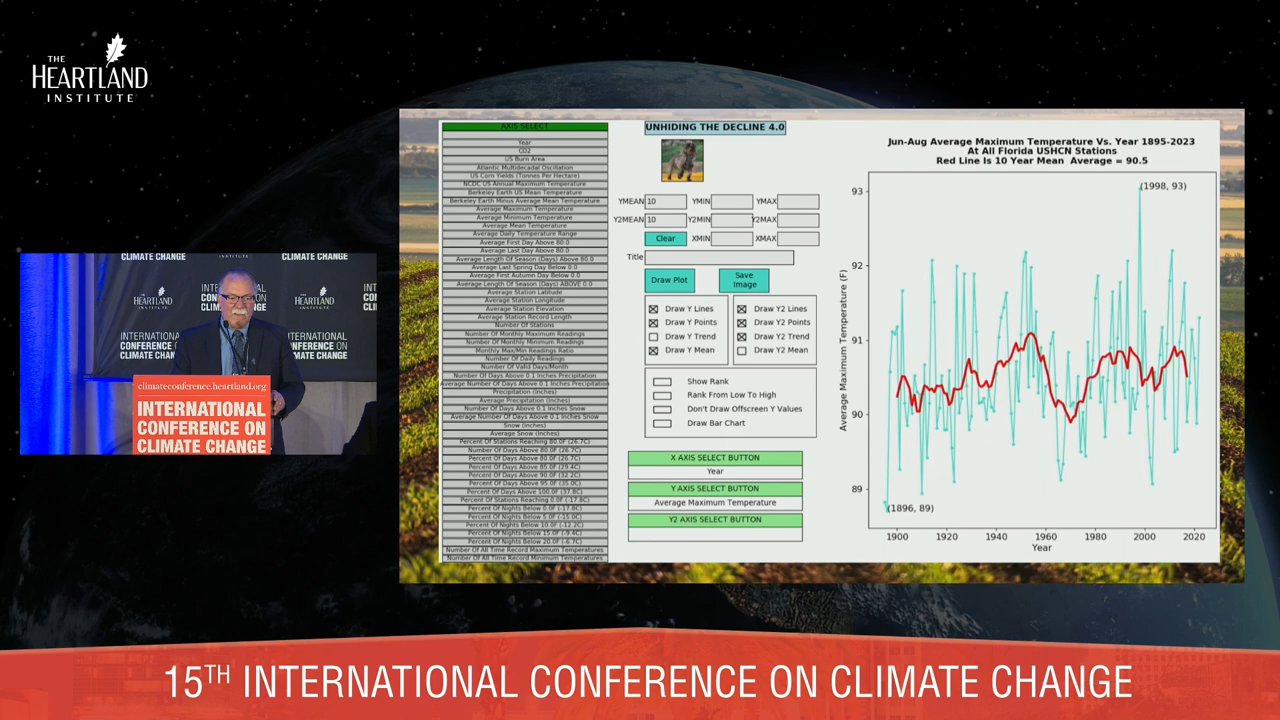 THE
HEARTLAND
INSTITUTE
CLIMATE CHANGE
CLIMATE CHANGE
INTERNATIONAL
CONFERENCE ON
CLIMATE CHANGE
climateconference.heartland.org
INTERNATIONAL
CONFERENCE ON
CLIMATE CHANGE
AXIS SELECT
Year
CO2
US Burn Area
Atlantic Multidecadal Oscillation
US Corn Yields (Tonnes Per Hectare)
NCDC US Annual Maximum Temperature
Berkeley Earth US Mean Temperature
Berkeley Earth Minus Average Mean Temperature
Average Maximum Temperature
Average Minimum Temperature
Average Mean Temperature
Average Daily Temperature Range
Average First Day Above 80.0
Average Last Day Above 80.0
Average Length Of Season (Days) Above 80.0
Average Last Spring Day Below 0.0
Average First Autumn Day Below 0.0
Average Length Of Season (Days) ABOVE 0.0
Average Station Latitude
Average Station Longitude
Average Station Elevation
Average Station Record Length
Number Of Stations
Number Of Monthly Maximum Readings
Number Of Monthly Minimum Readings
Monthly Max/Min Readings Ratio
Number Of Daily Readings
Number Of Valid Days/Month
Number Of Days Above 0.1 Inches Precipitation
Average Number Of Days Above 0.1 Inches Precipitation
Precipitation (Inches)
Average Precipitation (Inches)
Number Of Days Above 0.1 Inches Snow
Average Number Of Days Above 0.1 Inches Snow
Snow (Inches)
Average Snow (Inches)
Percent Of Stations Reaching 80.0F (26.7C)
Number Of Days Above 80.0F (26.7C)
Percent Of Days Above 80.0F (26.7C)
Percent Of Days Above 85.0F (29.4C)
Percent Of Days Above 90.0F (32.2C)
Percent Of Days Above 95.0F (35.0C)
Percent Of Days Above 100.0F (37.8C)
Percent Of Stations Reaching 0.0F (-17.8C)
Number Of Nights Below 0.0F (-17.8C)
Percent Of Nights Below 0.0F (-17.8C)
Percent Of Nights Below 5.0F (-15.0C)
Percent Of Nights Below 10.0F (-12.2C)
Percent Of Nights Below 15.0F (-9.4C)
Percent Of Nights Below 20.0F (-6.7C)
Number Of All Time Record Maximum Temperatures
Number Of All Time Record Minimum Temperatures
UNHIDING THE DECLINE 4.0
YMEAN 10 YMIN YMAX
Y2MEAN 10 Y2MIN Y2MAX
Clear XMIN XMAX
Title
Draw Plot Save Image
Draw Y Lines Draw Y2 Lines
Draw Y Points Draw Y2 Points
Draw Y Trend Draw Y2 Trend
Draw Y Mean Draw Y2 Mean
Show Rank
Rank From Low To High
Don't Draw Offscreen Y Values
Draw Bar Chart
X AXIS SELECT BUTTON
Year
Y AXIS SELECT BUTTON
Average Maximum Temperature
Y2 AXIS SELECT BUTTON
Jun-Aug Average Maximum Temperature Vs. Year 1895-2023
At All Florida USHCN Stations
Red Line Is 10 Year Mean Average = 90.5
(1998, 93)
93
92
91
90
89
Average Maximum Temperature (F)
(1896, 89)
1900 1920 1940 1960 1980 2000 2020
Year
15TH INTERNATIONAL CONFERENCE ON CLIMATE CHANGE